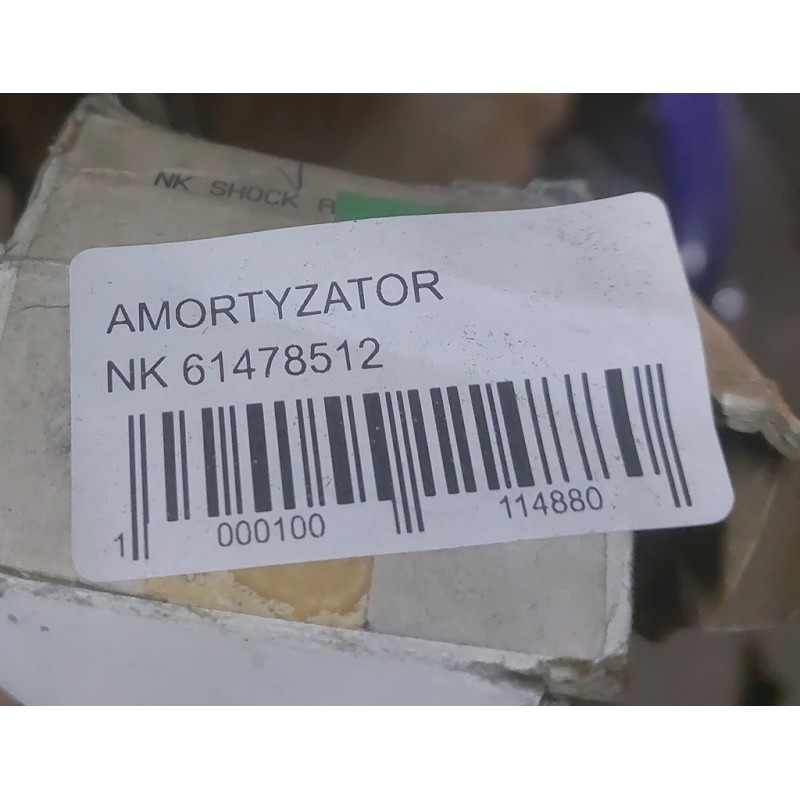 NK SHOCK A
AMORTYZATOR
NK 61478512
1 000100 114880